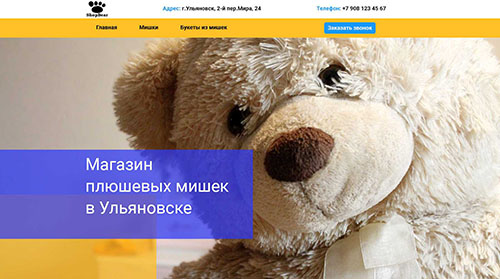 Адрес: г.Ульяновск, 2-й пер.Мира, 24
Телефон: +7 908 123 45 67
ShopBear
Главная
Мишки
Букеты из мишек
Заказать звонок
Магазин
плюшевых мишек
в Ульяновске